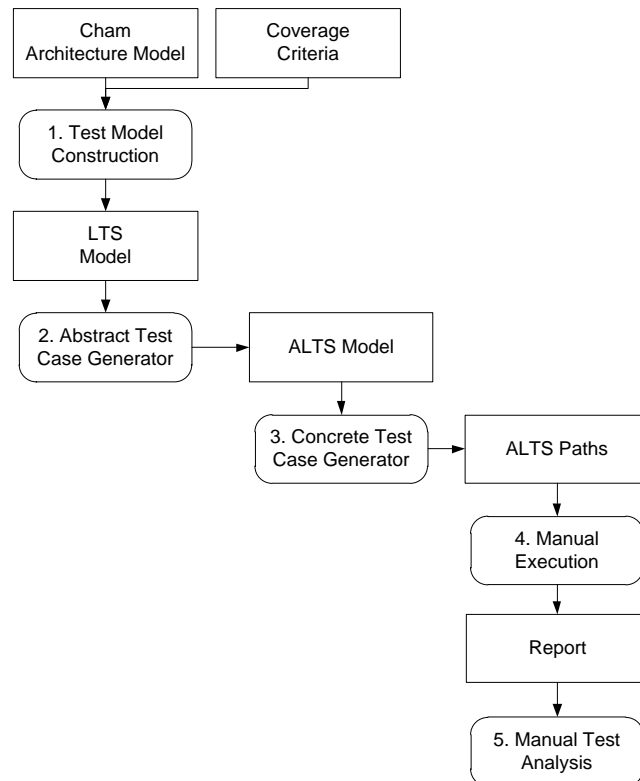 Cham
Architecture Model
Coverage
Criteria
1. Test Model
Construction
LTS
Model
2. Abstract Test
Case Generator
ALTS Model
3. Concrete Test
Case Generator
ALTS Paths
4. Manual
Execution
Report
5. Manual Test
Analysis